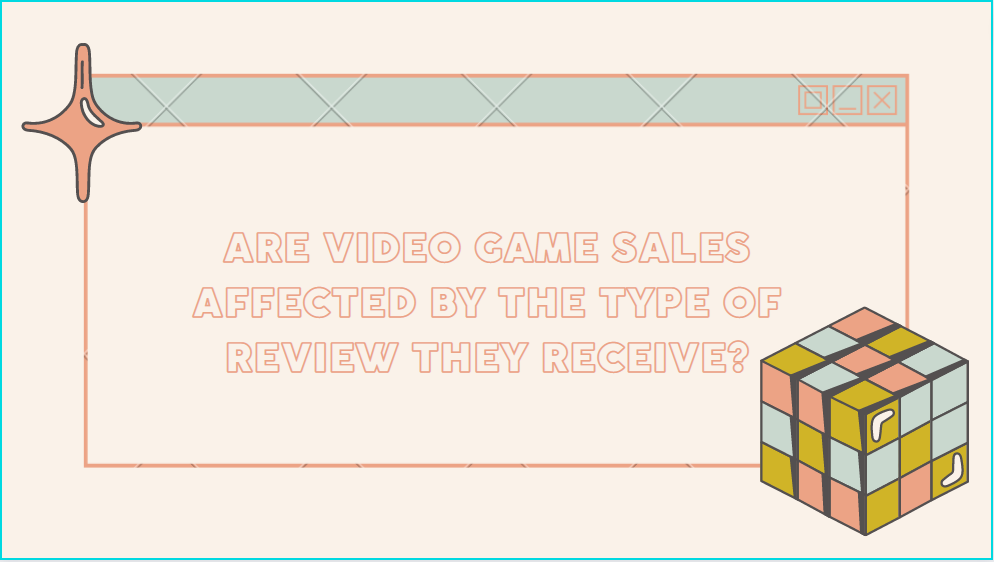 ARE VIDEO GAME SALES
AFFECTED BY THE TYPE OF
REVIEW THEY RECEIVE?